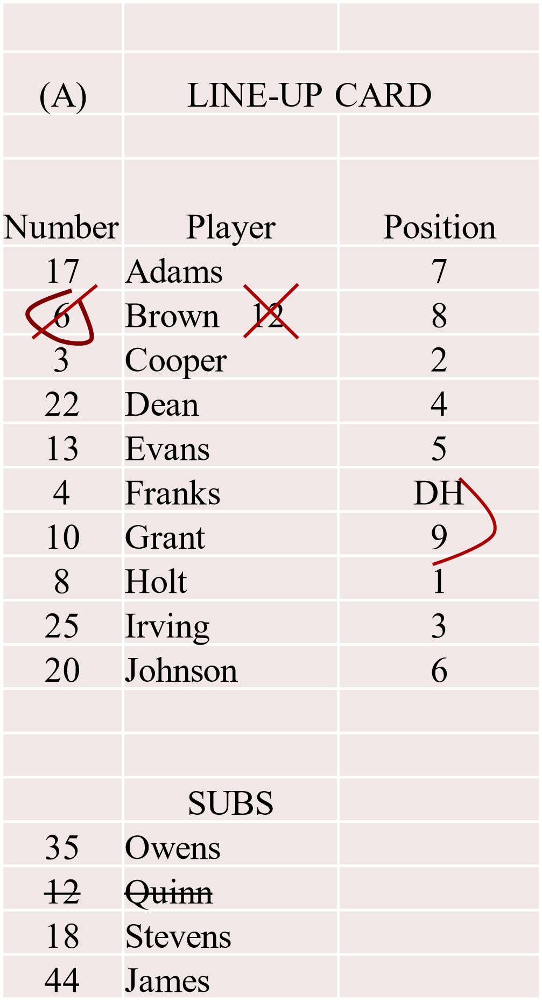 (A) LINE-UP CARD
Number Player Position
17 Adams 7
6 Brown 12 8
3 Cooper 2
22 Dean 4
13 Evans 5
4 Franks DH
10 Grant 9
8 Holt 1
25 Irving 3
20 Johnson 6
SUBS
35 Owens
12 Quinn
18 Stevens
44 James